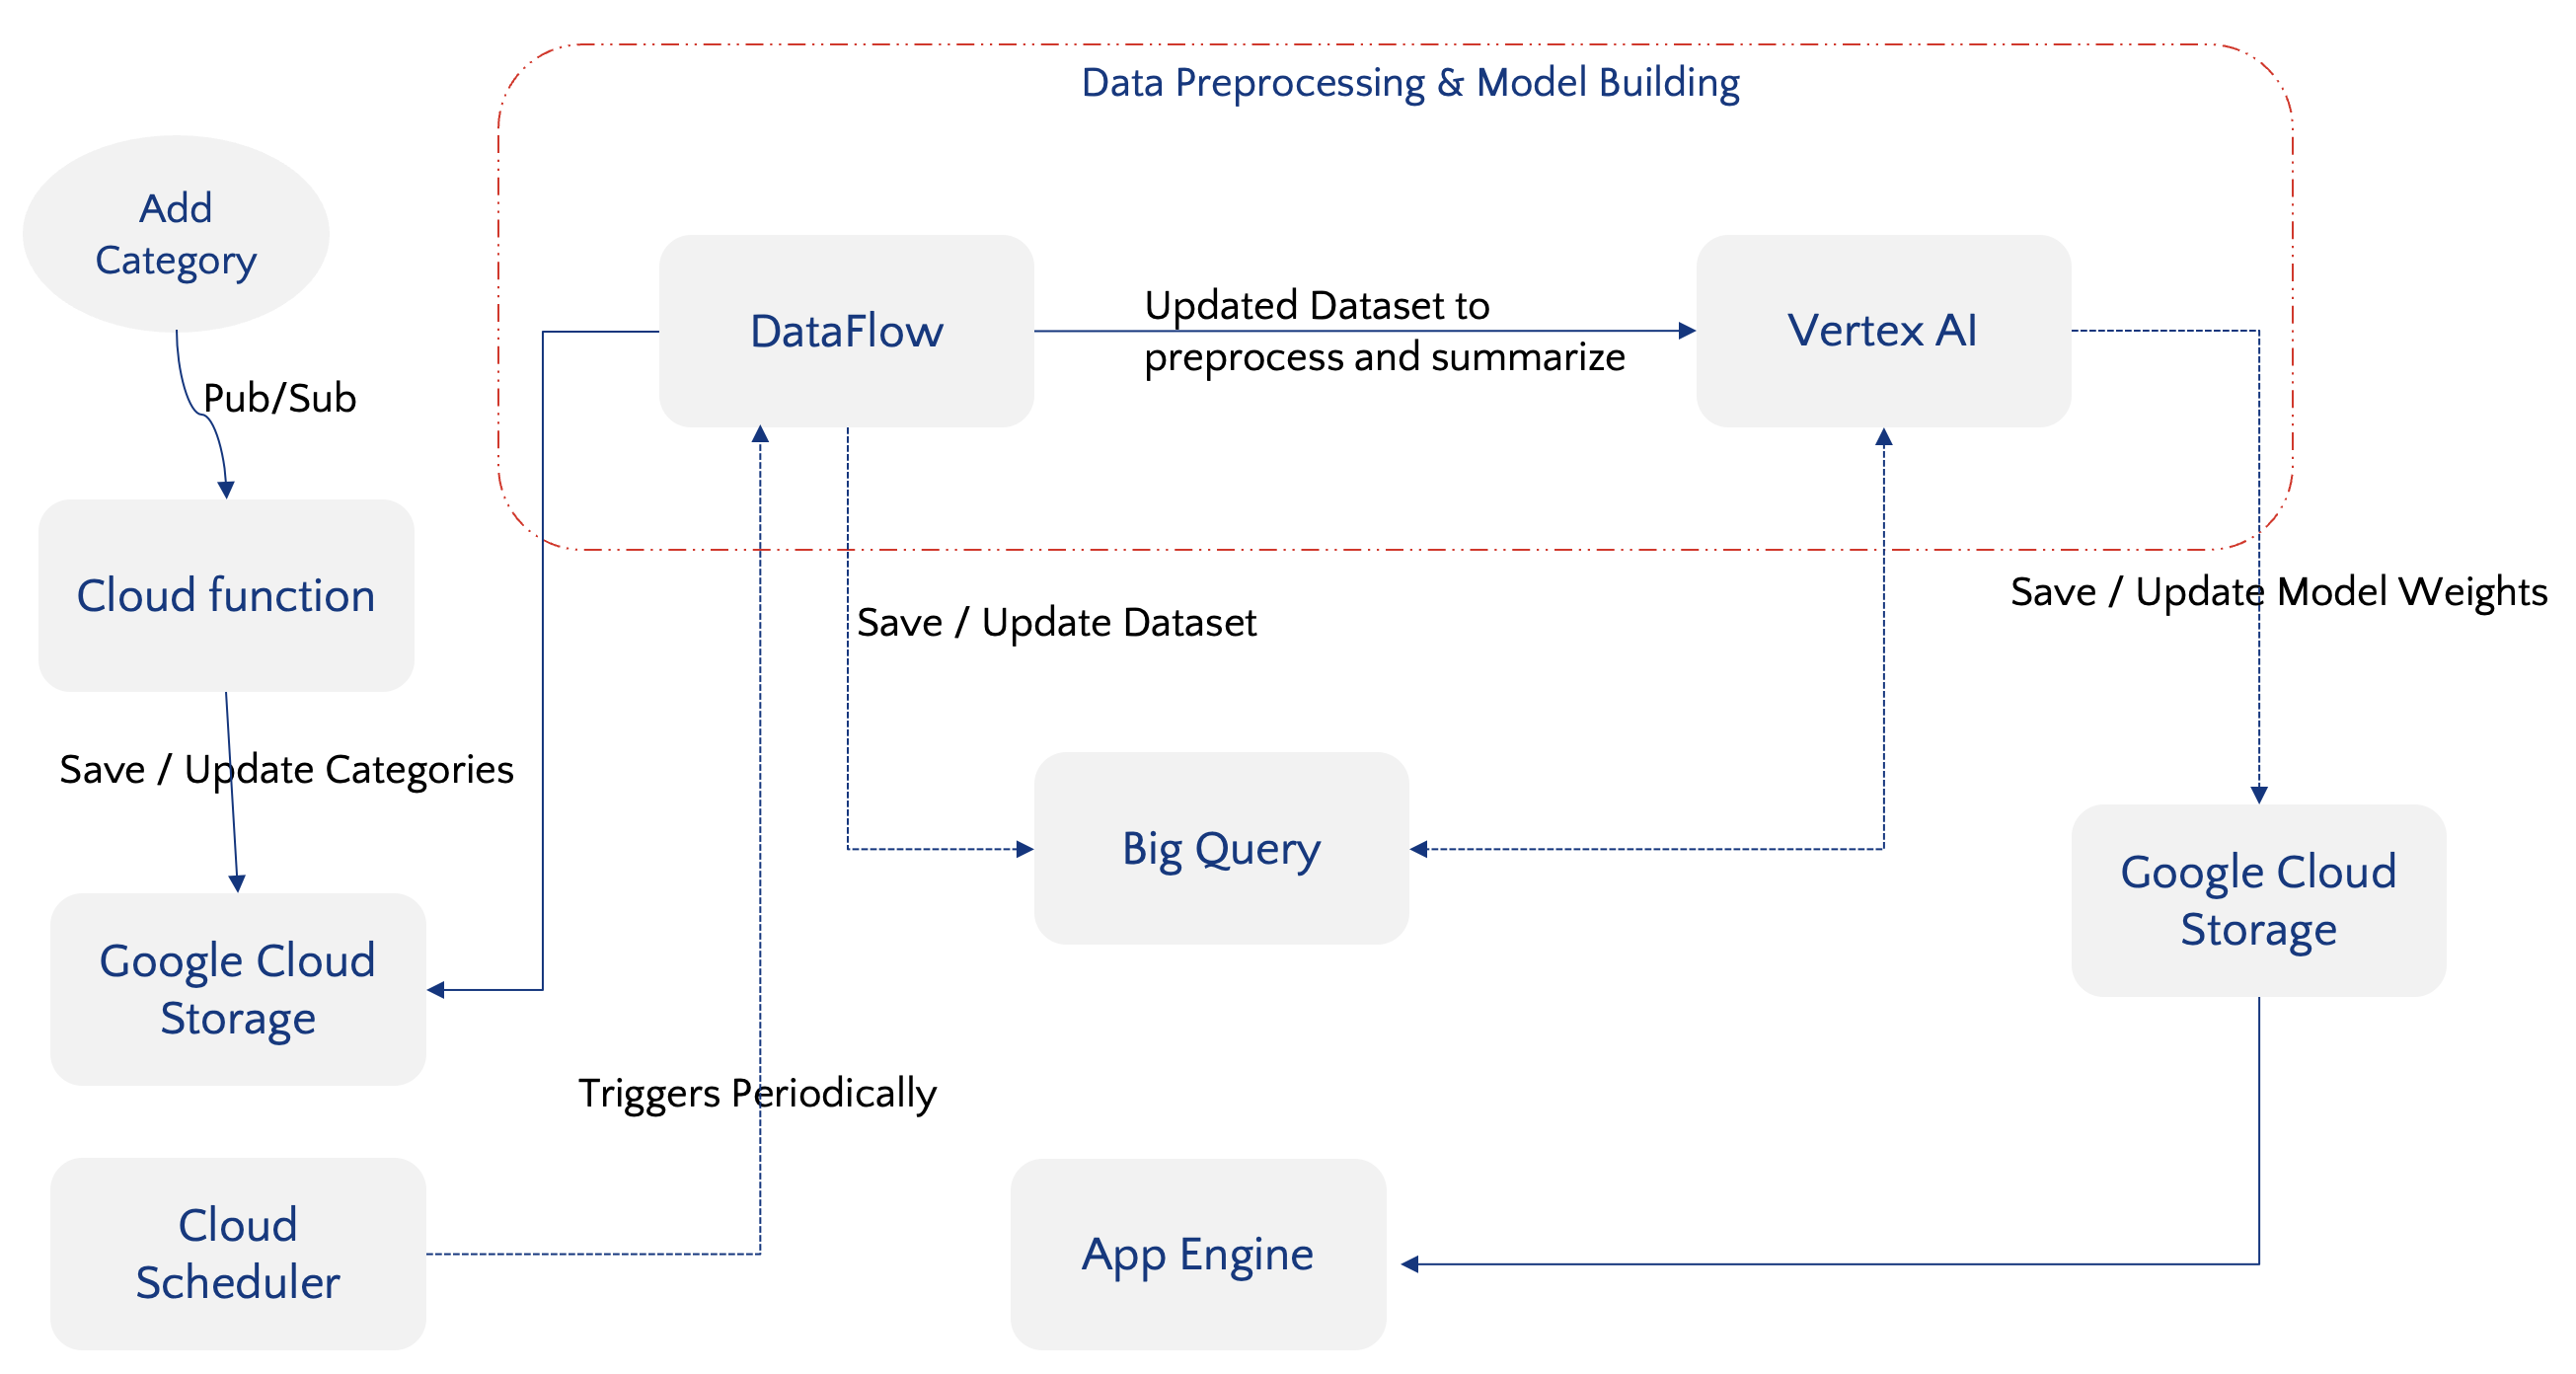 Data Preprocessing & Model Building
Add
Category
DataFlow
Updated Dataset to
preprocess and summarize
Vertex AI
Pub/Sub
Cloud function
Save / Update Dataset
Save / Update Model Weights
Save / Update Categories
Big Query
Google Cloud
Storage
Google Cloud
Storage
Triggers Periodically
Cloud
Scheduler
App Engine